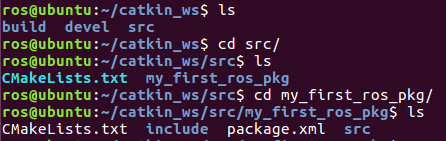 ros@ubuntu:~/catkin_ws$ ls
build devel src
ros@ubuntu:~/catkin_ws$ cd src/
ros@ubuntu:~/catkin_ws/src$ ls
CMakeLists.txt my_first_ros_pkg
ros@ubuntu:~/catkin_ws/src$ cd my_first_ros_pkg/
ros@ubuntu:~/catkin_ws/src/my_first_ros_pkg$ ls
CMakeLists.txt include package.xml src